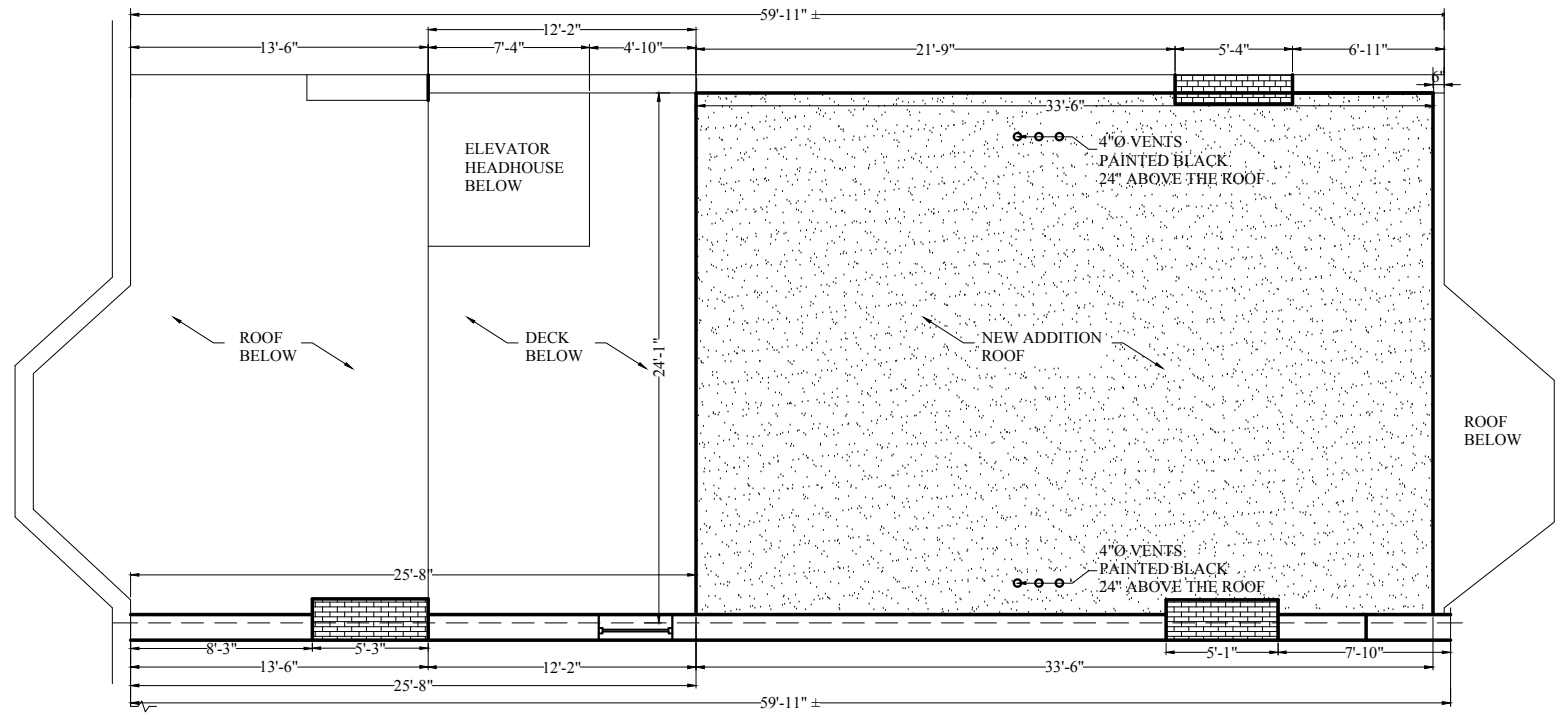 59'-11" ±
12'-2"
13'-6"
7'-4"
4'-10"
21'-9"
5'-4"
6'-11"
6"
33'-6"
4"Ø VENTS
PAINTED BLACK
24" ABOVE THE ROOF
ELEVATOR
HEADHOUSE
BELOW
ROOF
BELOW
DECK
BELOW
24'-1"
NEW ADDITION
ROOF
ROOF
BELOW
4"Ø VENTS
PAINTED BLACK
24" ABOVE THE ROOF
25'-8"
8'-3"
5'-3"
5'-1"
7'-10"
13'-6"
12'-2"
33'-6"
25'-8"
59'-11" ±